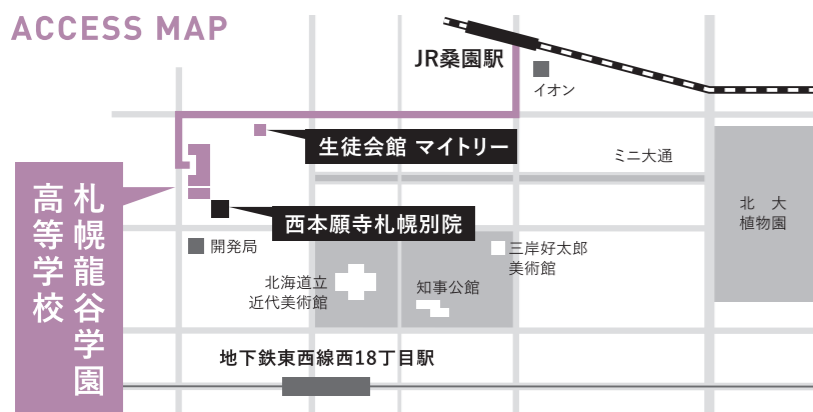 ACCESS MAP
JR桑園駅
イオン
生徒会館 マイトリー
ミニ大通
札幌龍谷学園
高等学校
西本願寺札幌別院
北 大
植物園
開発局
三岸好太郎
美術館
北海道立
近代美術館
知事公館
地下鉄東西線西18丁目駅